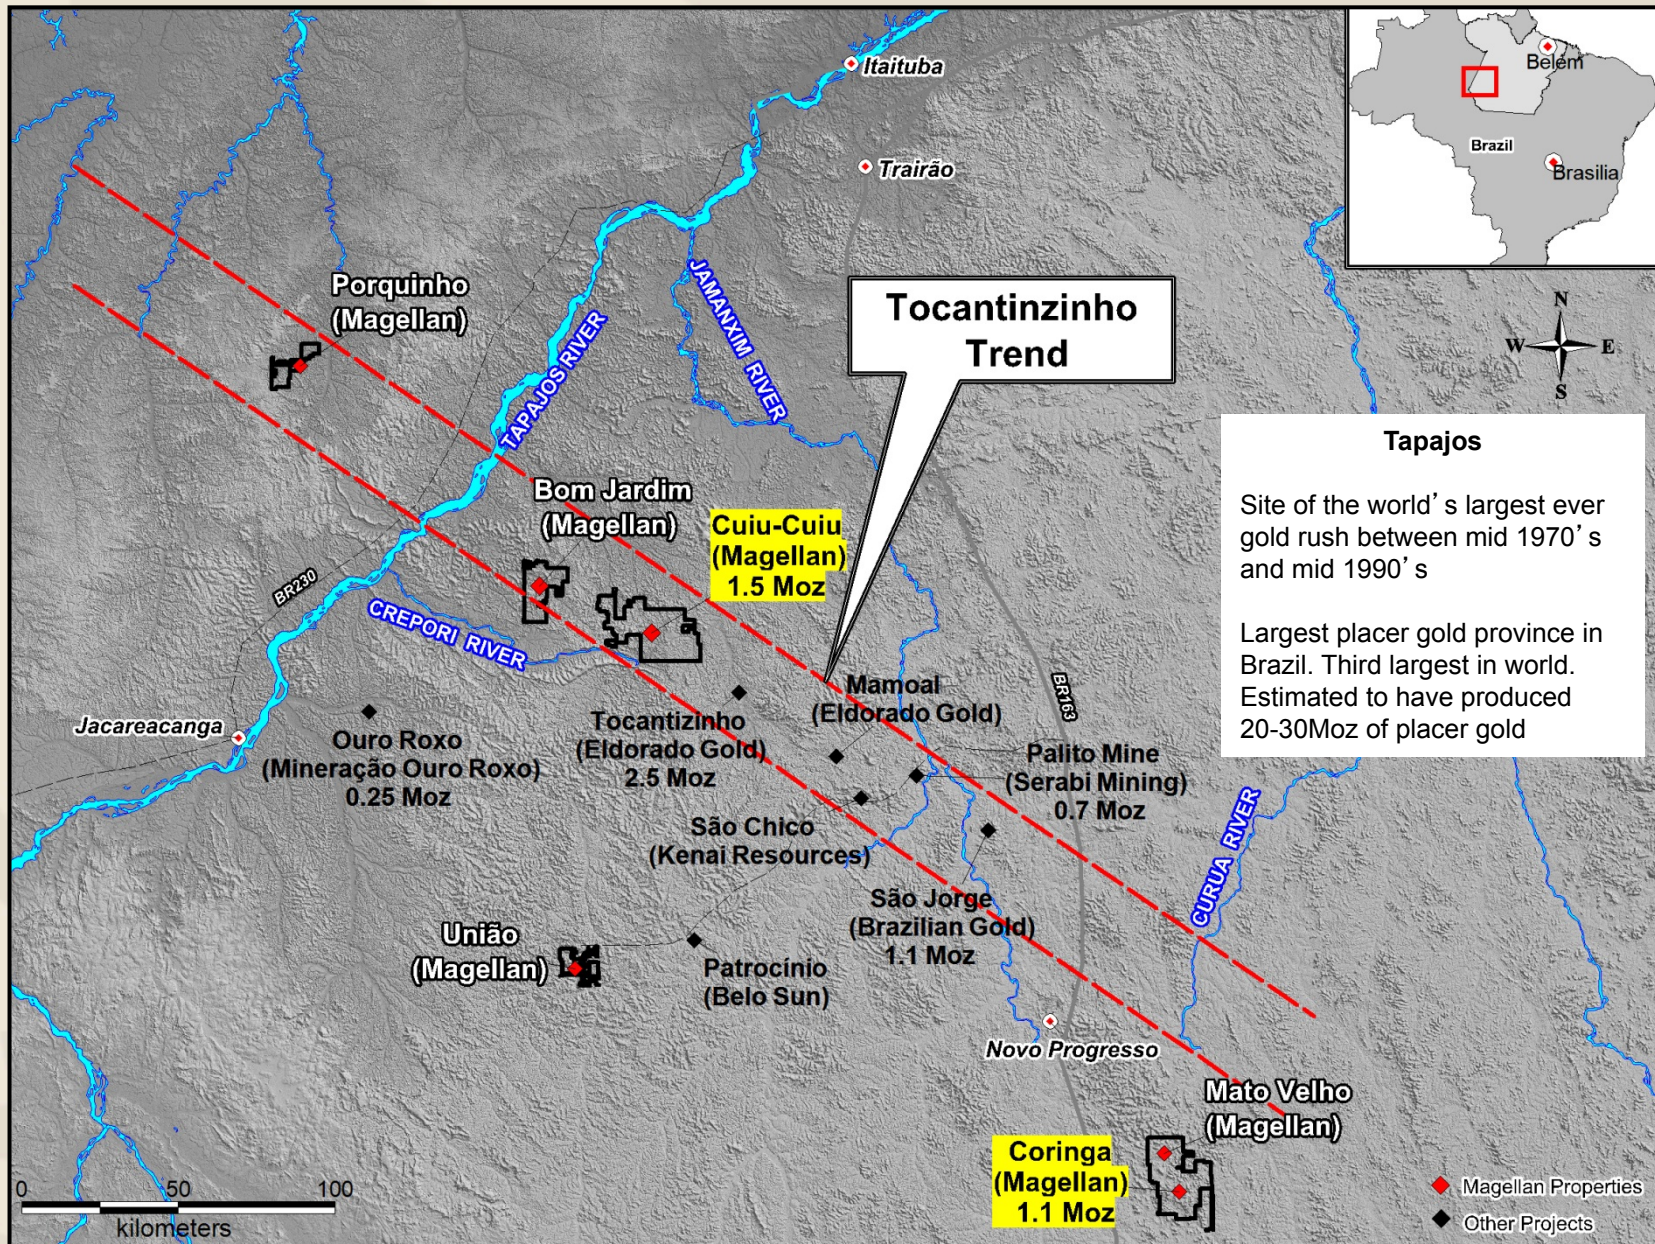 Itaituba
Trairão
Belém
Brazil
Brasilia
Porquinho
(Magellan)
TAPAJOS RIVER
JAMANXIM RIVER
Tocantinzinho
Trend
N
W
E
S
Tapajos
Site of the world's largest ever
gold rush between mid 1970's
and mid 1990's
Largest placer gold province in
Brazil. Third largest in world.
Estimated to have produced
20-30Moz of placer gold
Bom Jardim
(Magellan)
Cuiu-Cuiu
(Magellan)
1.5 Moz
BR230
CREPORI RIVER
BR163
Mamoal
(Eldorado Gold)
Jacareacanga
Ouro Roxo
(Mineração Ouro Roxo)
0.25 Moz
Tocantizinho
(Eldorado Gold)
2.5 Moz
Palito Mine
(Serabi Mining)
0.7 Moz
São Chico
(Kenai Resources)
São Jorge
(Brazilian Gold)
1.1 Moz
CURUA RIVER
União
(Magellan)
Patrocínio
(Belo Sun)
Novo Progresso
Mato Velho
(Magellan)
Coringa
(Magellan)
1.1 Moz
0 50 100
kilometers
Magellan Properties
Other Projects